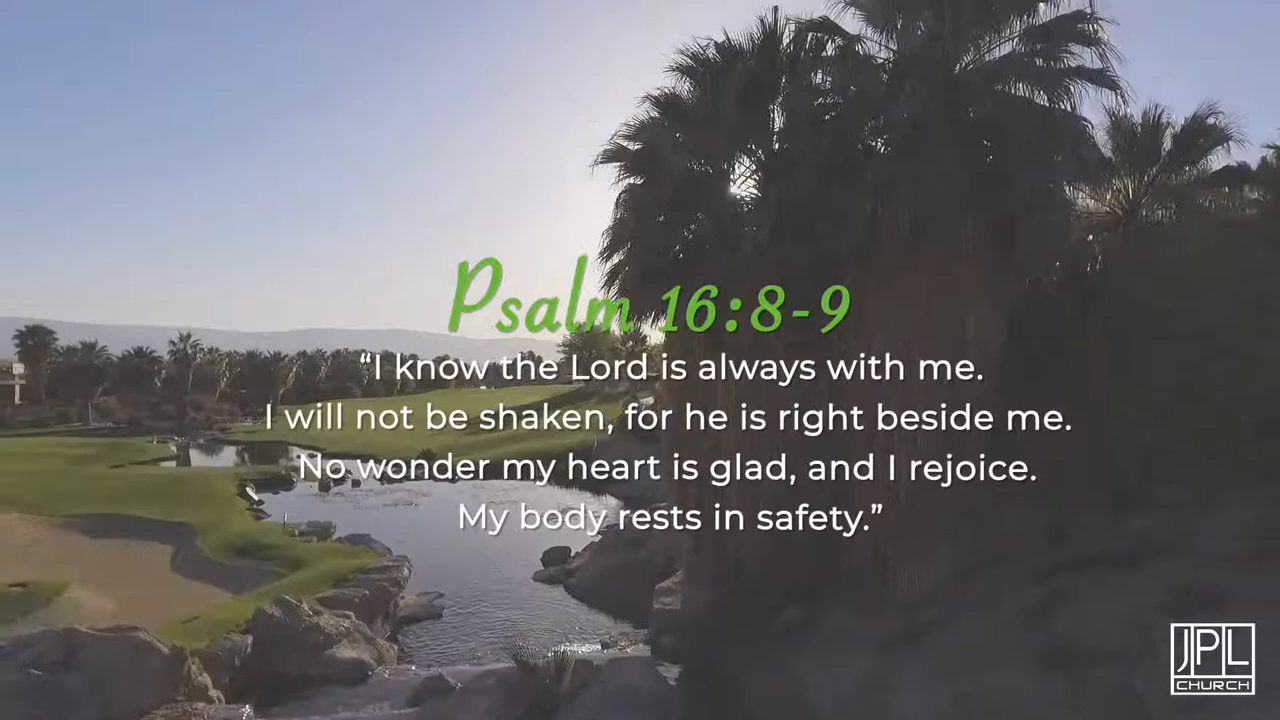 Psalm 16:8-9
“I know the Lord is always with me.
I will not be shaken, for he is right beside me.
No wonder my heart is glad, and I rejoice.
My body rests in safety.”
JPL
CHURCH